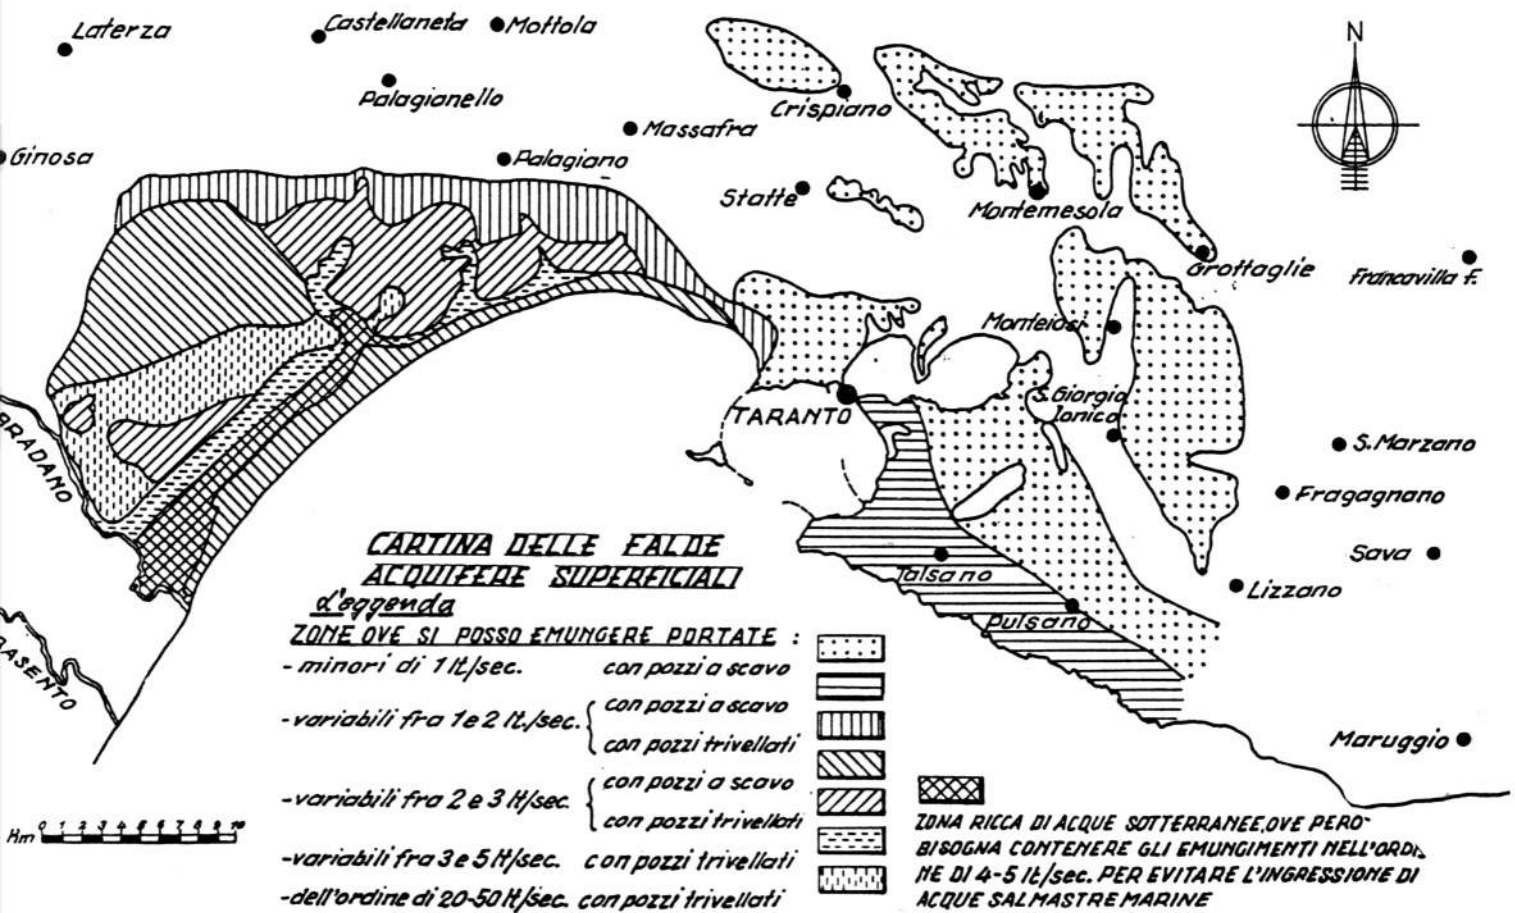 Laterza
Castellaneta
Mottola
Palagianello
Crispiano
Massafra
Ginosa
Palagiano
Statte
Montemesola
Grottaglie
Francavilla F.
N
Monteiasi
TARANTO
S. Giorgio
Ionico
S. Marzano
Fragagnano
BRADANO
Sava
Talsano
Lizzano
Pulsano
BASENTO
Maruggio
CARTINA DELLE FALDE
ACQUIFERE SUPERFICIALI
Leggenda
ZONE OVE SI POSSO EMUNGERE PORTATE :
- minori di 1 lt/sec. con pozzi a scavo
- variabili fra 1 e 2 lt./sec. con pozzi a scavo
con pozzi trivellati
- variabili fra 2 e 3 lt/sec. con pozzi a scavo
con pozzi trivellati
- variabili fra 3 e 5 lt/sec. con pozzi trivellati
- dell'ordine di 20-50 lt/sec. con pozzi trivellati
ZONA RICCA DI ACQUE SOTTERRANEE, OVE PERO'
BISOGNA CONTENERE GLI EMUNGIMENTI NELL'ORDI
NE DI 4-5 lt/sec. PER EVITARE L'INGRESSIONE DI
ACQUE SALMASTRE MARINE
Km 0 1 2 3 4 5 6 7 8 9 10